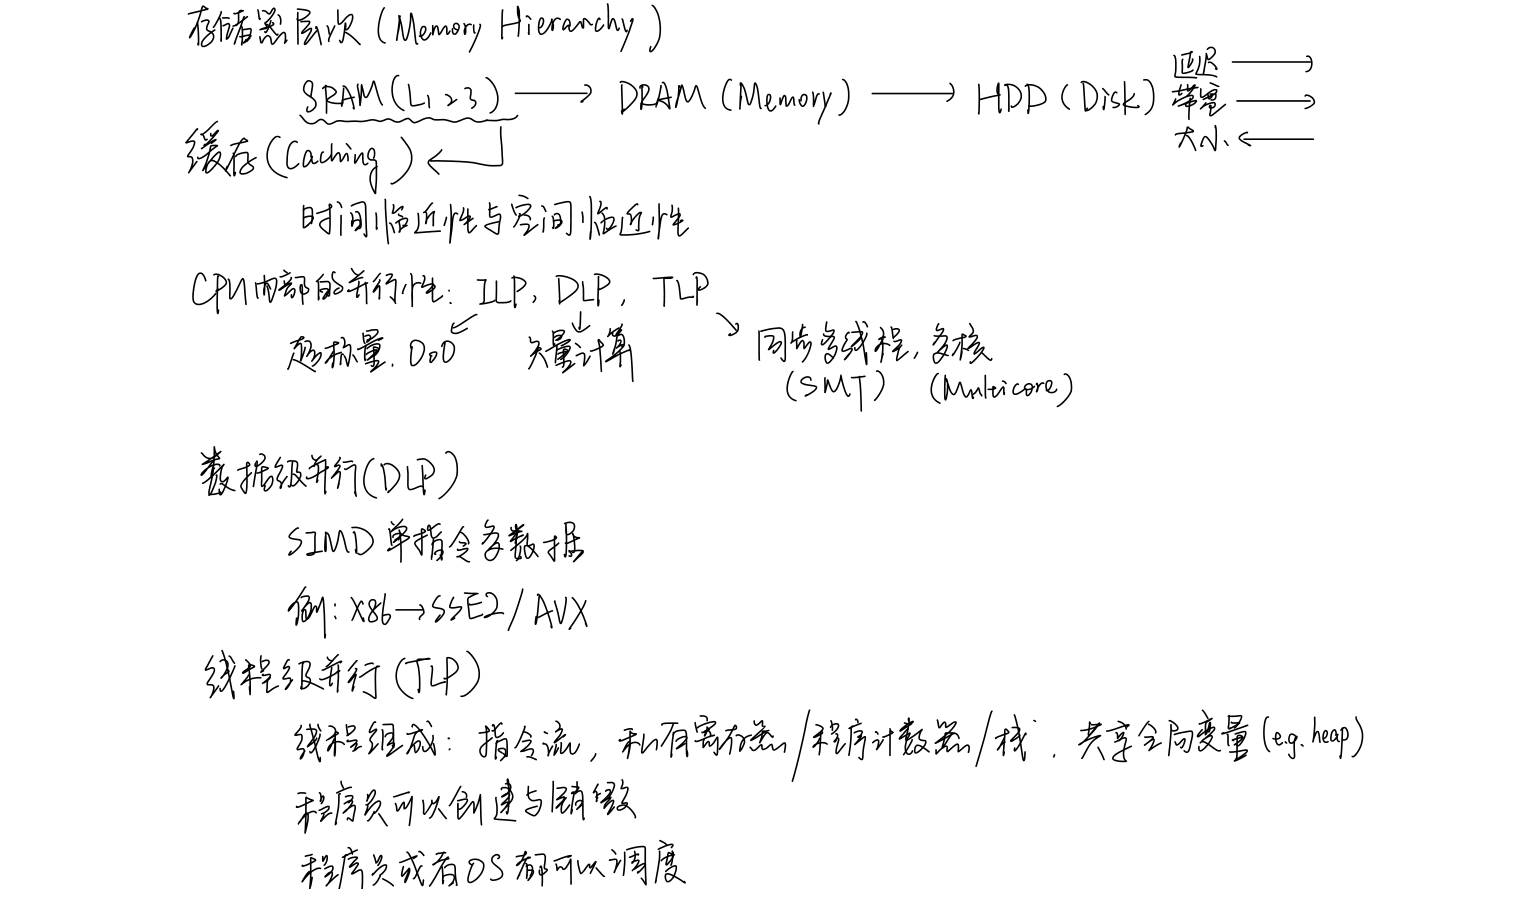 存储器层次 (Memory Hierarchy)
SRAM (L1 2 3) → DRAM (Memory) → HDD (Disk)
延迟 →
带宽 →
大小 ←
缓存 (Caching) ←
时间临近性与空间临近性
CPU内部的并行性: ILP, DLP, TLP
超标量, OoO 矢量计算 同步多线程, 多核
(SMT) (Multicore)
数据级并行 (DLP)
SIMD 单指令多数据
例: X86 → SSE2 / AVX
线程级并行 (TLP)
线程组成: 指令流, 私有寄存器/程序计数器/栈, 共享全局变量 (e.g. heap)
程序员可以创建与销毁
程序员或者OS都可以调度